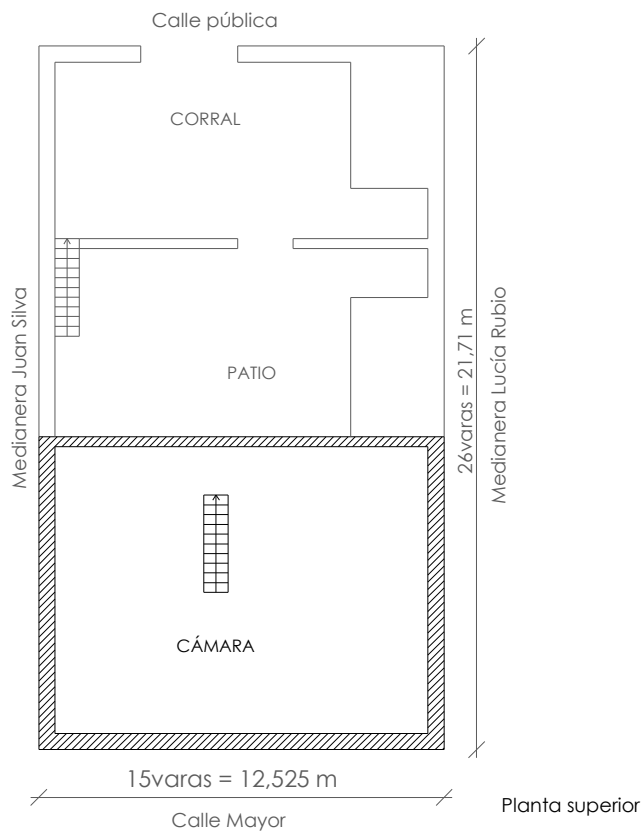 Calle pública
CORRAL
Medianera Juan Silva
PATIO
26varas = 21,71 m
Medianera Lucía Rubio
CÁMARA
15varas = 12,525 m
Calle Mayor
Planta superior